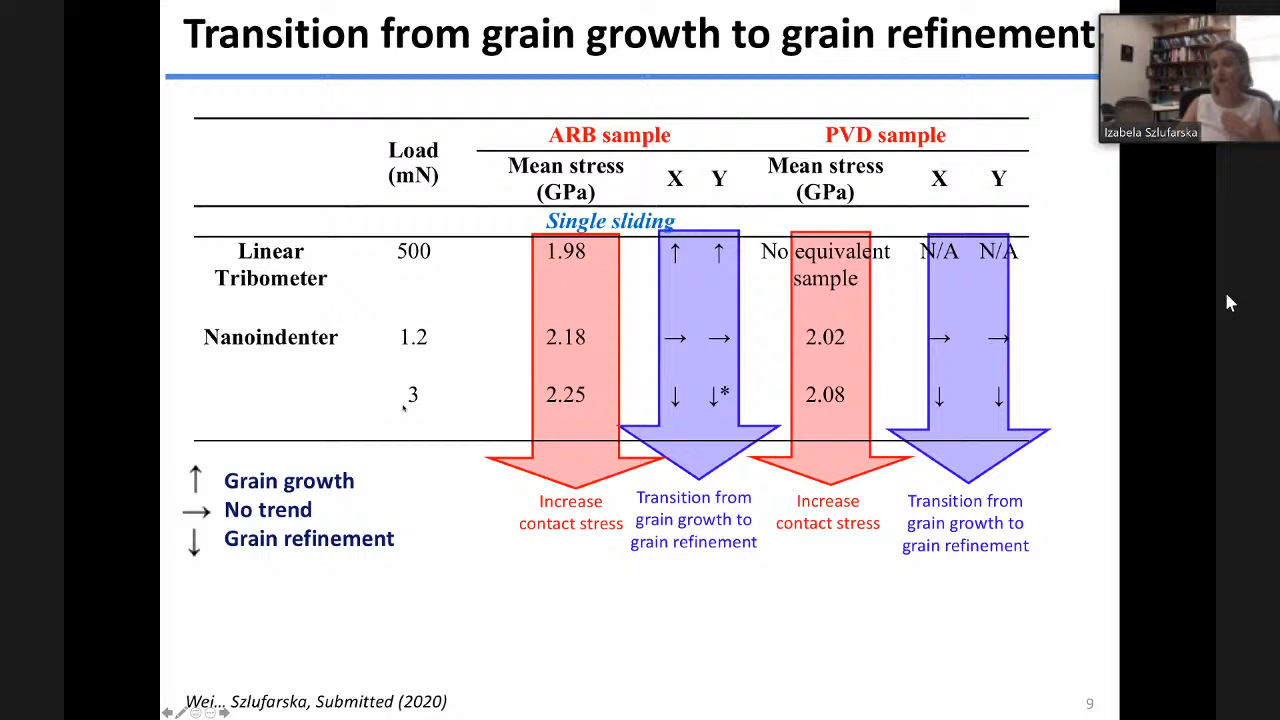 Transition from grain growth to grain refinement
Izabela Szlufarska
ARB sample PVD sample
Load (mN) Mean stress (GPa) X Y Mean stress (GPa) X Y
Single sliding
Linear Tribometer 500 1.98 ↑ ↑ No equivalent sample N/A N/A
Nanoindenter 1.2 2.18 → → 2.02 → →
3 2.25 ↓ ↓* 2.08 ↓ ↓
↑ Grain growth
→ No trend
↓ Grain refinement
Increase
contact stress
Transition from
grain growth to
grain refinement
Increase
contact stress
Transition from
grain growth to
grain refinement
Wei... Szlufarska, Submitted (2020)
9